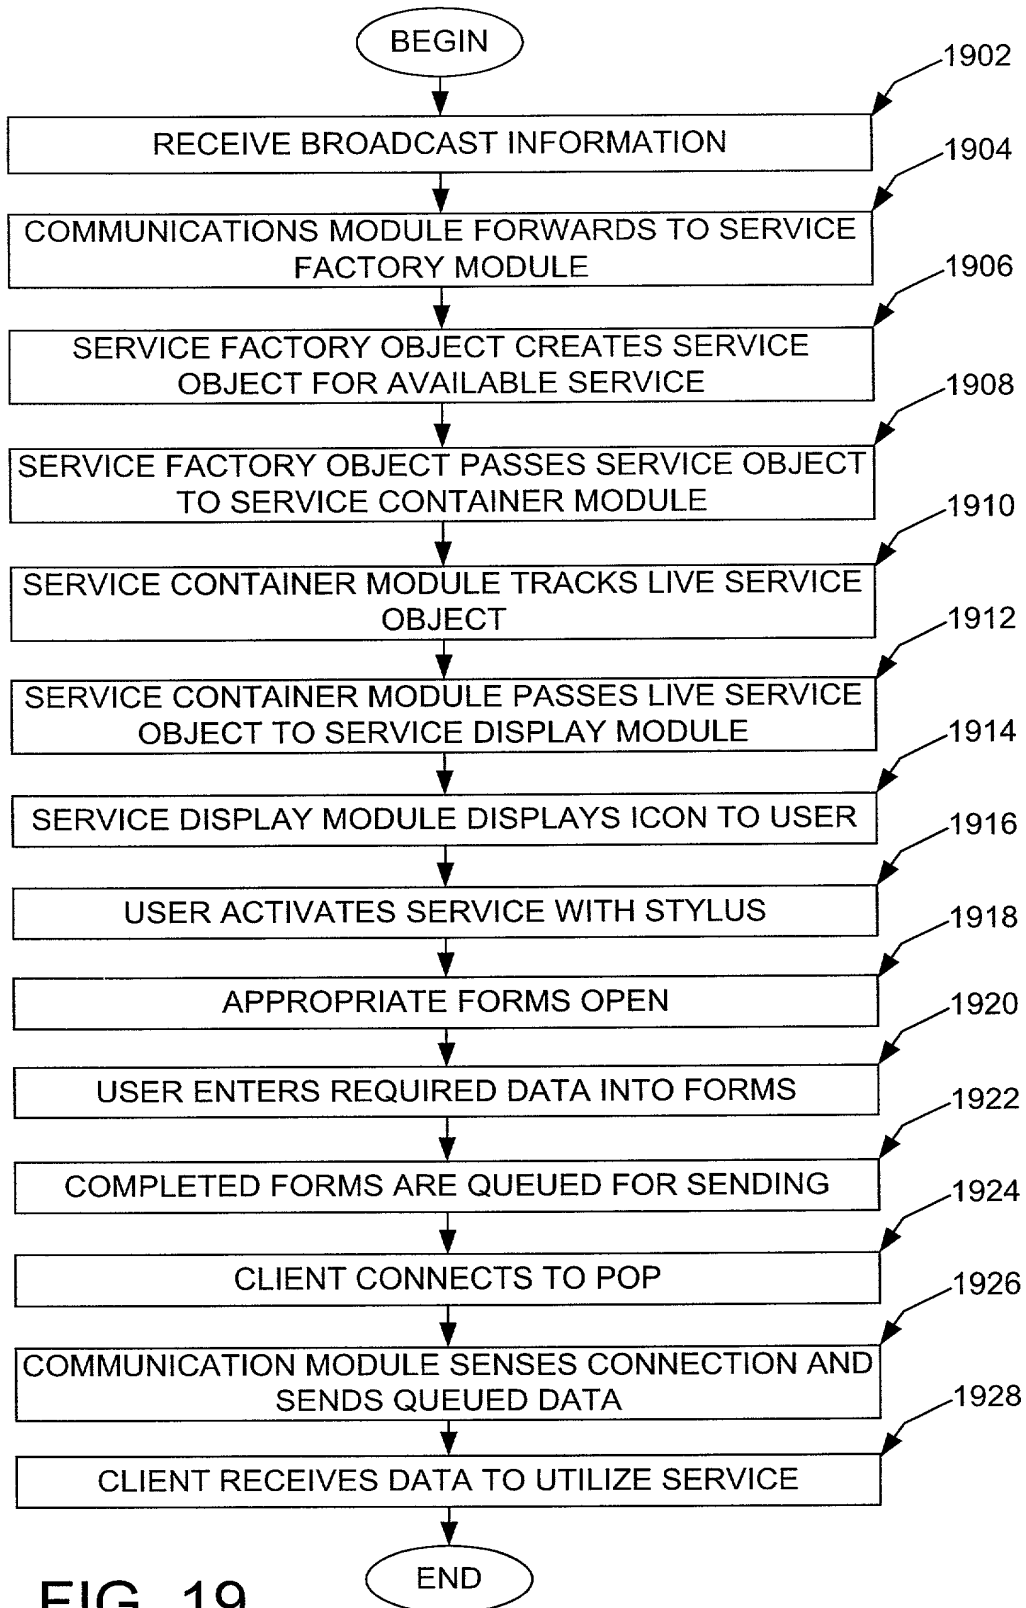 BEGIN
1902
RECEIVE BROADCAST INFORMATION
1904
COMMUNICATIONS MODULE FORWARDS TO SERVICE
FACTORY MODULE
1906
SERVICE FACTORY OBJECT CREATES SERVICE
OBJECT FOR AVAILABLE SERVICE
1908
SERVICE FACTORY OBJECT PASSES SERVICE OBJECT
TO SERVICE CONTAINER MODULE
1910
SERVICE CONTAINER MODULE TRACKS LIVE SERVICE
OBJECT
1912
SERVICE CONTAINER MODULE PASSES LIVE SERVICE
OBJECT TO SERVICE DISPLAY MODULE
1914
SERVICE DISPLAY MODULE DISPLAYS ICON TO USER
1916
USER ACTIVATES SERVICE WITH STYLUS
1918
APPROPRIATE FORMS OPEN
1920
USER ENTERS REQUIRED DATA INTO FORMS
1922
COMPLETED FORMS ARE QUEUED FOR SENDING
1924
CLIENT CONNECTS TO POP
1926
COMMUNICATION MODULE SENSES CONNECTION AND
SENDS QUEUED DATA
1928
CLIENT RECEIVES DATA TO UTILIZE SERVICE
END
FIG. 19